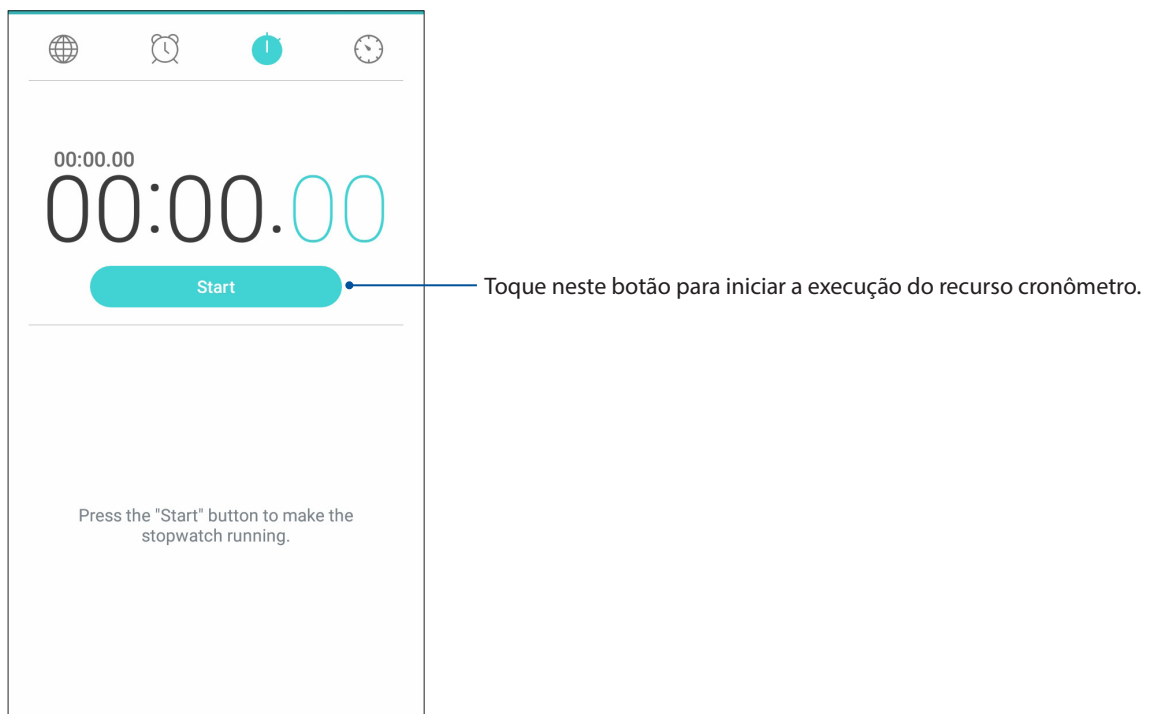 00:00.00
00:00.00
Start
Toque neste botão para iniciar a execução do recurso cronômetro.
Press the "Start" button to make the
stopwatch running.